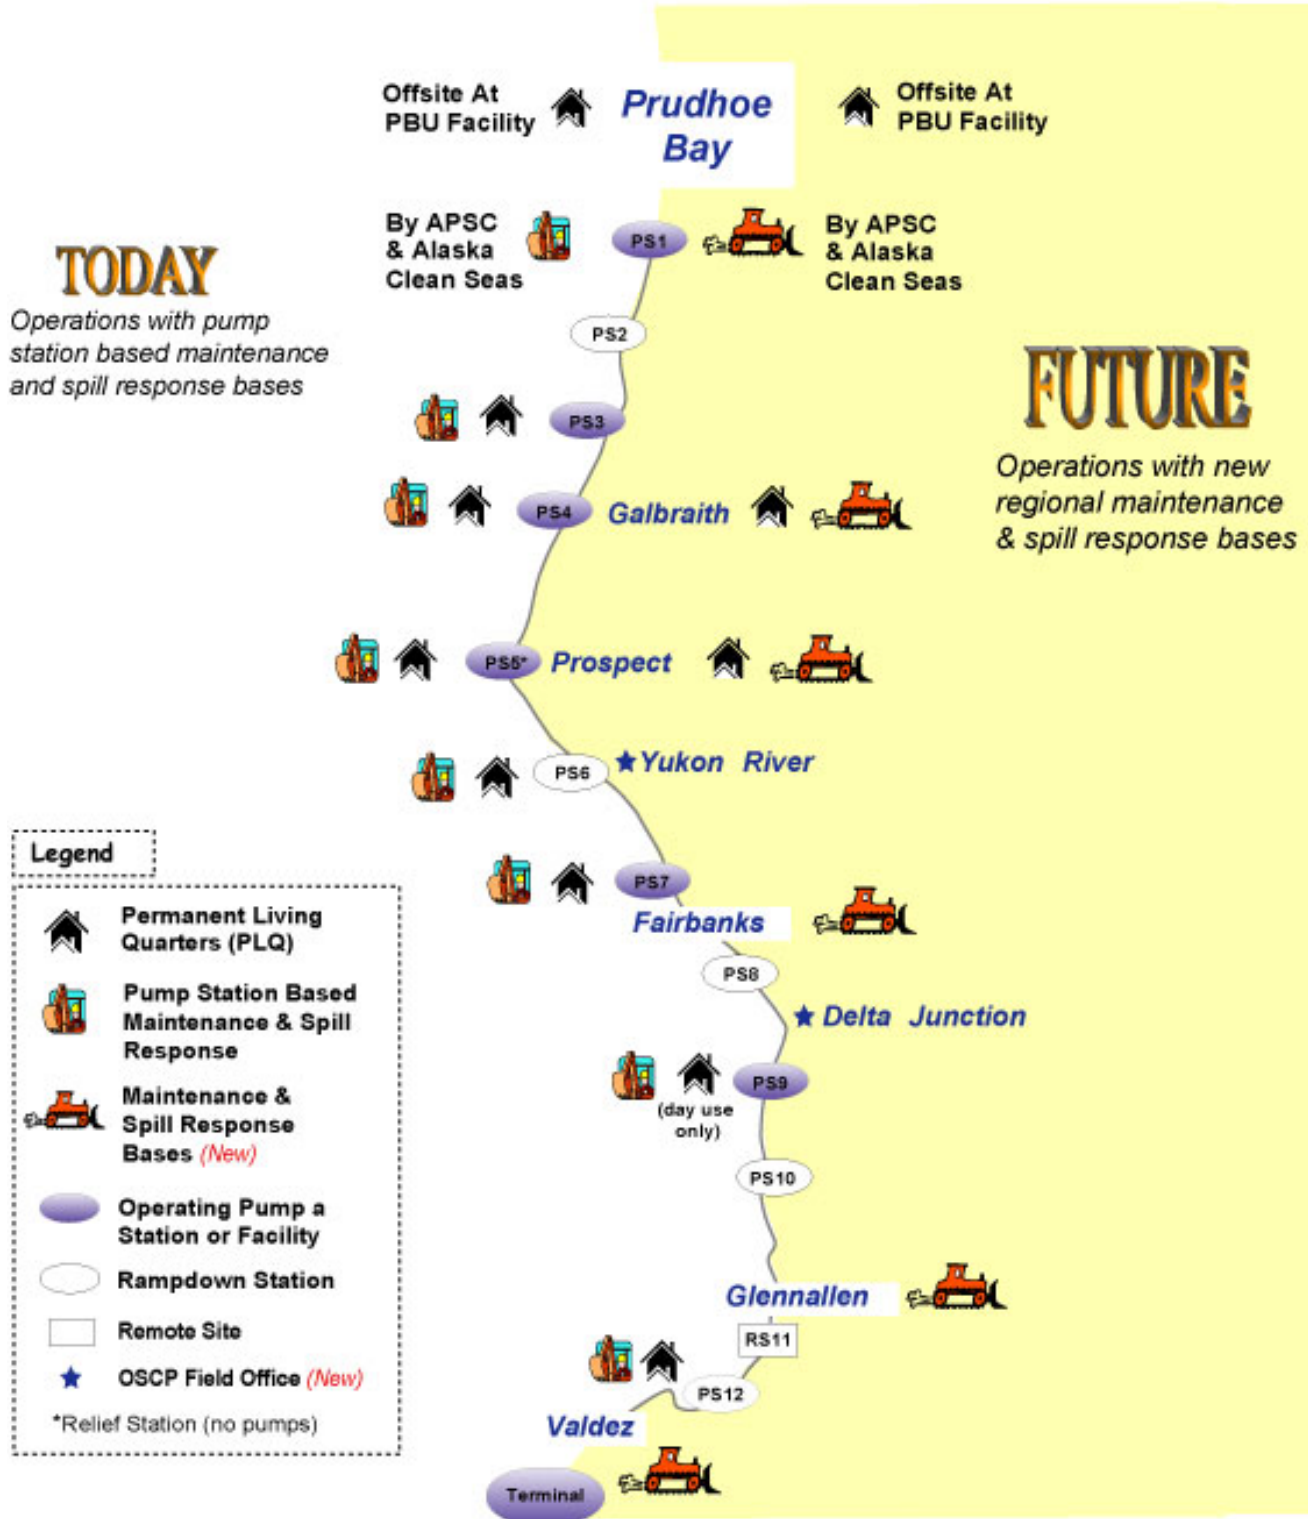 Offsite At
PBU Facility
Prudhoe
Bay
Offsite At
PBU Facility
By APSC
& Alaska
Clean Seas
PS1
By APSC
& Alaska
Clean Seas
TODAY
Operations with pump
station based maintenance
and spill response bases
PS2
FUTURE
Operations with new
regional maintenance
& spill response bases
PS3
PS4
Galbraith
PS5*
Prospect
PS6
Yukon River
PS7
Fairbanks
PS8
Delta Junction
PS9
(day use
only)
PS10
Glennallen
RS11
PS12
Valdez
Terminal
Legend
Permanent Living
Quarters (PLQ)
Pump Station Based
Maintenance & Spill
Response
Maintenance &
Spill Response
Bases (New)
Operating Pump a
Station or Facility
Rampdown Station
Remote Site
OSCP Field Office (New)
*Relief Station (no pumps)